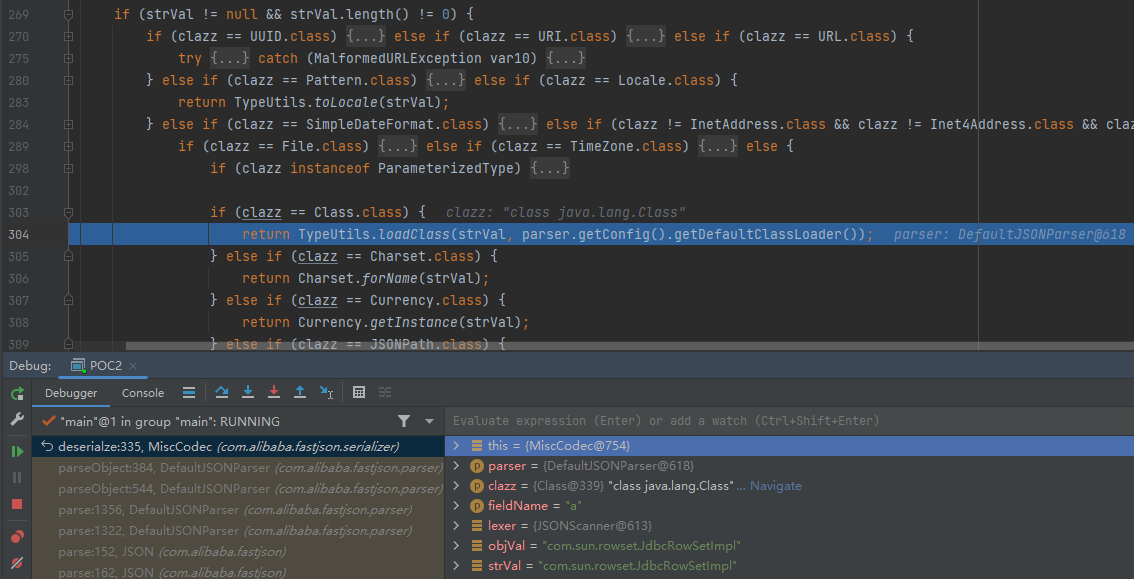 269 if (strVal != null && strVal.length() != 0) {
270 if (clazz == UUID.class) {...} else if (clazz == URI.class) {...} else if (clazz == URL.class) {
275 try {...} catch (MalformedURLException var10) {...}
280 } else if (clazz == Pattern.class) {...} else if (clazz == Locale.class) {
283 return TypeUtils.toLocale(strVal);
284 } else if (clazz == SimpleDateFormat.class) {...} else if (clazz != InetAddress.class && clazz != Inet4Address.class && claz
289 if (clazz == File.class) {...} else if (clazz == TimeZone.class) {...} else {
298 if (clazz instanceof ParameterizedType) {...}
302
303 if (clazz == Class.class) { clazz: "class java.lang.Class"
304 return TypeUtils.loadClass(strVal, parser.getConfig().getDefaultClassLoader()); parser: DefaultJSONParser@618
305 } else if (clazz == Charset.class) {
306 return Charset.forName(strVal);
307 } else if (clazz == Currency.class) {
308 return Currency.getInstance(strVal);
309 } else if (clazz == JSONPath.class) {
Debug: POC2
Debugger Console
"main"@1 in group "main": RUNNING
Evaluate expression (Enter) or add a watch (Ctrl+Shift+Enter)
deserialze:335, MiscCodec (com.alibaba.fastjson.serializer)
parseObject:384, DefaultJSONParser (com.alibaba.fastjson.parser)
parseObject:544, DefaultJSONParser (com.alibaba.fastjson.parser)
parse:1356, DefaultJSONParser (com.alibaba.fastjson.parser)
parse:1322, DefaultJSONParser (com.alibaba.fastjson.parser)
parse:152, JSON (com.alibaba.fastjson)
parse:162, JSON (com.alibaba.fastjson)
this = {MiscCodec@754}
parser = {DefaultJSONParser@618}
clazz = {Class@339} "class java.lang.Class"... Navigate
fieldName = "a"
lexer = {JSONScanner@613}
objVal = "com.sun.rowset.JdbcRowSetImpl"
strVal = "com.sun.rowset.JdbcRowSetImpl"